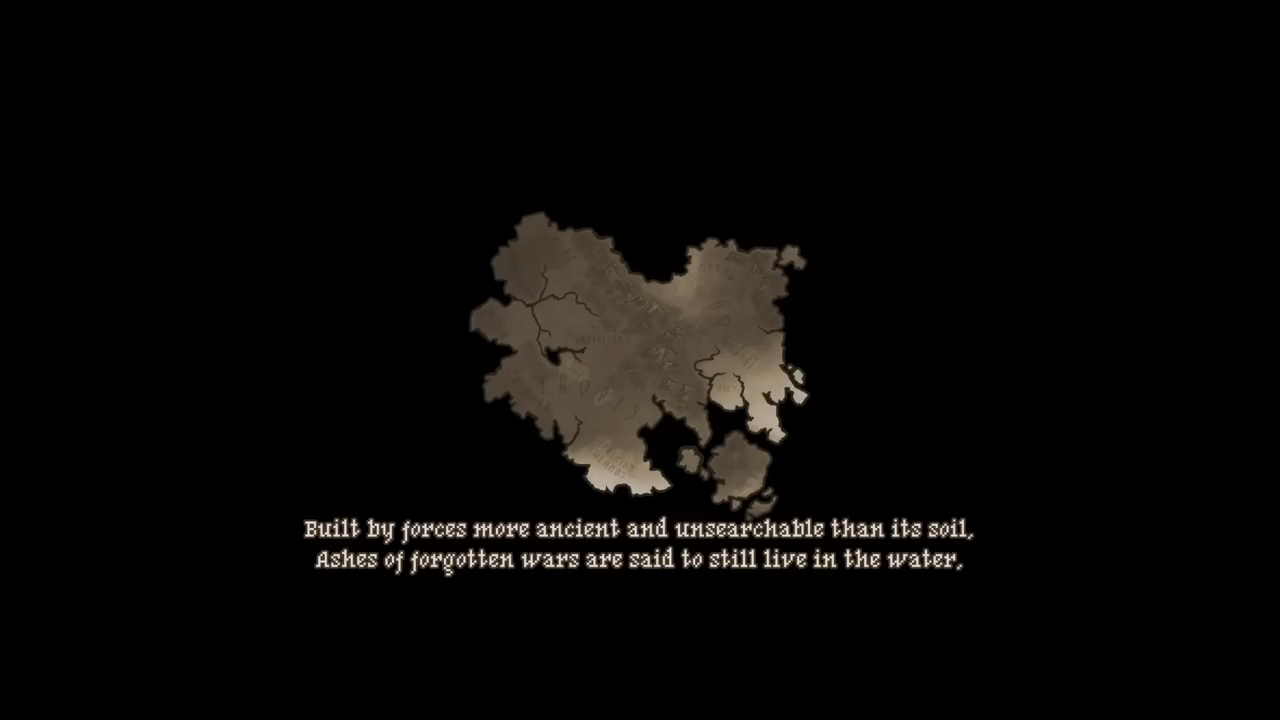 Built by forces more ancient and unsearchable than its soil,
Ashes of forgotten wars are said to still live in the water,